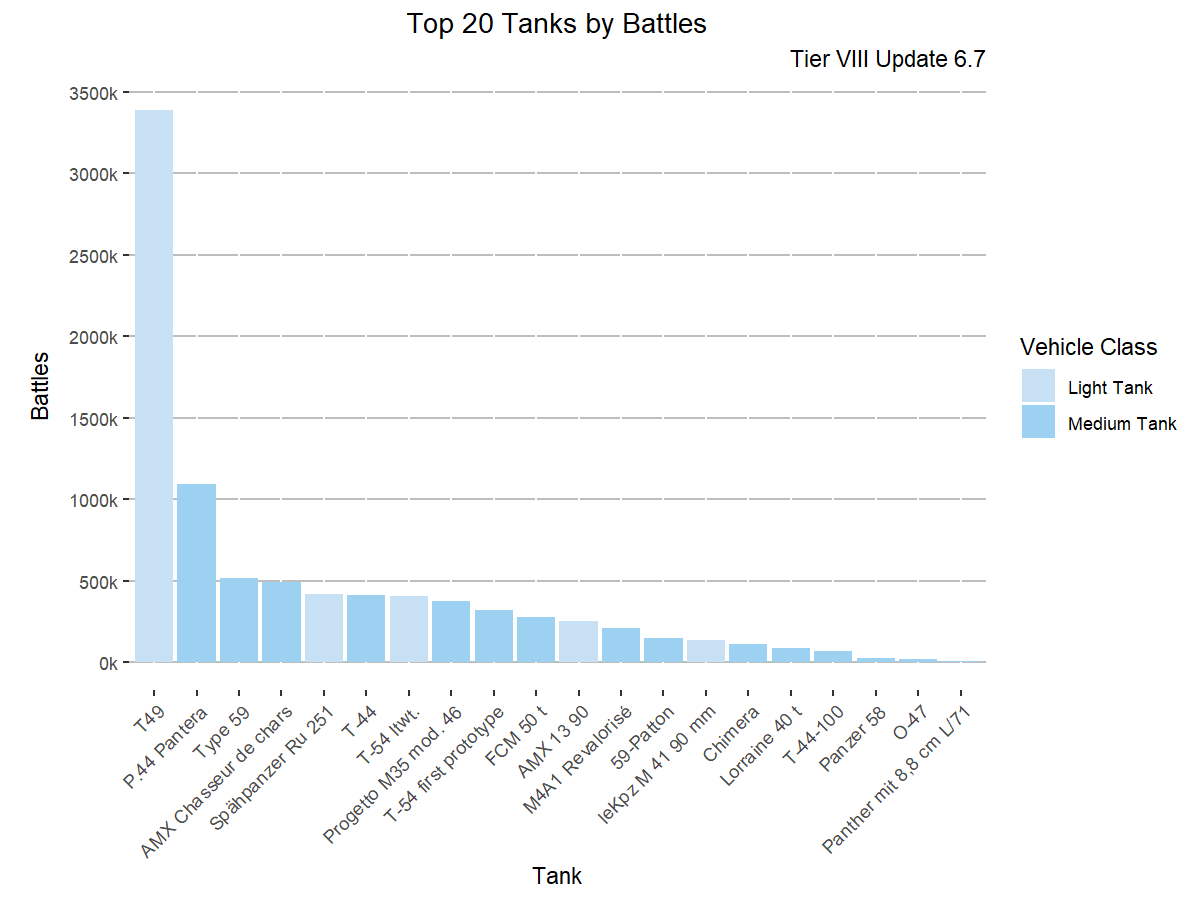 Top 20 Tanks by Battles
Tier VIII Update 6.7
3500k
3000k
2500k
2000k
1500k
1000k
500k
0k
Battles
T49
P.44 Pantera
Type 59
AMX Chasseur de chars
Spähpanzer Ru 251
T-44
T-54 ltwt.
Progetto M35 mod. 46
T-54 first prototype
FCM 50 t
AMX 13 90
M4A1 Revalorisé
59-Patton
leKpz M 41 90 mm
Chimera
Lorraine 40 t
T-44-100
Panzer 58
O-47
Panther mit 8,8 cm L/71
Tank
Vehicle Class
Light Tank
Medium Tank